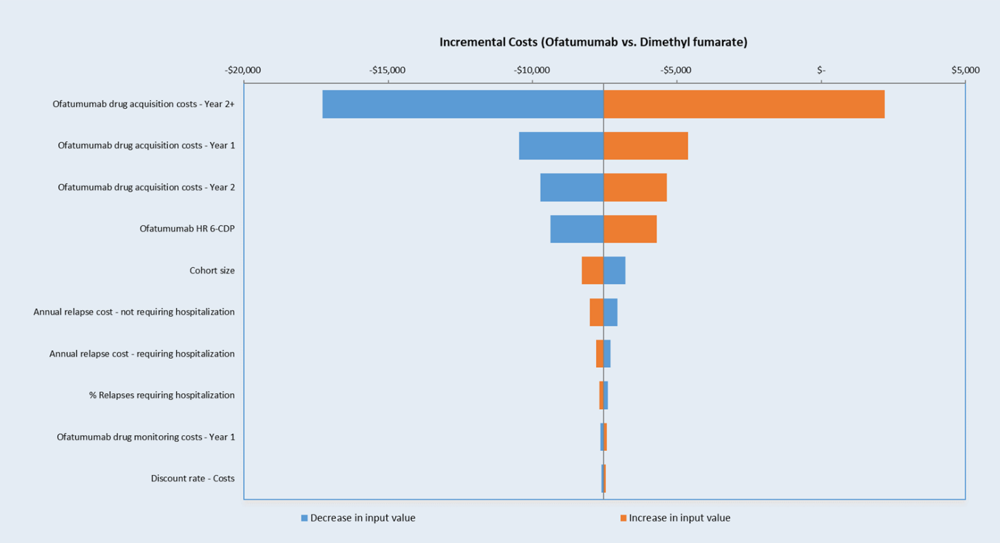 Incremental Costs (Ofatumumab vs. Dimethyl fumarate)
-$20,000 -$15,000 -$10,000 -$5,000 $- $5,000
Ofatumumab drug acquisition costs - Year 2+
Ofatumumab drug acquisition costs - Year 1
Ofatumumab drug acquisition costs - Year 2
Ofatumumab HR 6-CDP
Cohort size
Annual relapse cost - not requiring hospitalization
Annual relapse cost - requiring hospitalization
% Relapses requiring hospitalization
Ofatumumab drug monitoring costs - Year 1
Discount rate - Costs
Decrease in input value Increase in input value